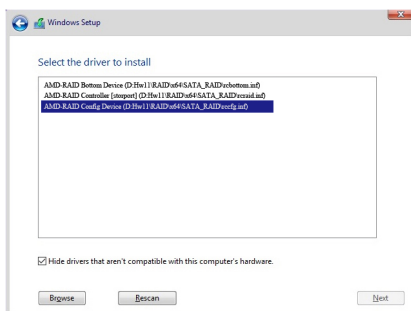 Windows Setup
Select the driver to install
AMD-RAID Bottom Device (D:Hw11\RAID\x64\SATA_RAID\rcbottom.inf)
AMD-RAID Controller [storport] (D:Hw11\RAID\x64\SATA_RAID\rcraid.inf)
AMD-RAID Config Device (D:Hw11\RAID\x64\SATA_RAID\rccfg.inf)
Hide drivers that aren't compatible with this computer's hardware.
Browse
Rescan
Next